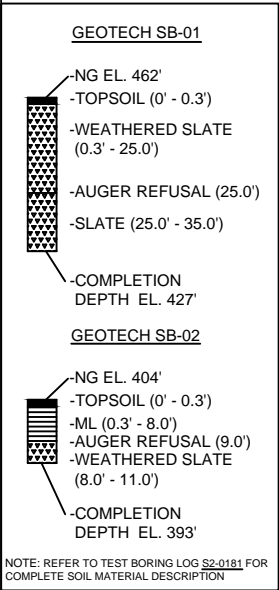 GEOTECH SB-01
-NG EL. 462'
-TOPSOIL (0' - 0.3')
-WEATHERED SLATE
(0.3' - 25.0')
-AUGER REFUSAL (25.0')
-SLATE (25.0' - 35.0')
-COMPLETION
DEPTH EL. 427'
GEOTECH SB-02
-NG EL. 404'
-TOPSOIL (0' - 0.3')
-ML (0.3' - 8.0')
-AUGER REFUSAL (9.0')
-WEATHERED SLATE
(8.0' - 11.0')
-COMPLETION
DEPTH EL. 393'
NOTE: REFER TO TEST BORING LOG S2-0181 FOR
COMPLETE SOIL MATERIAL DESCRIPTION